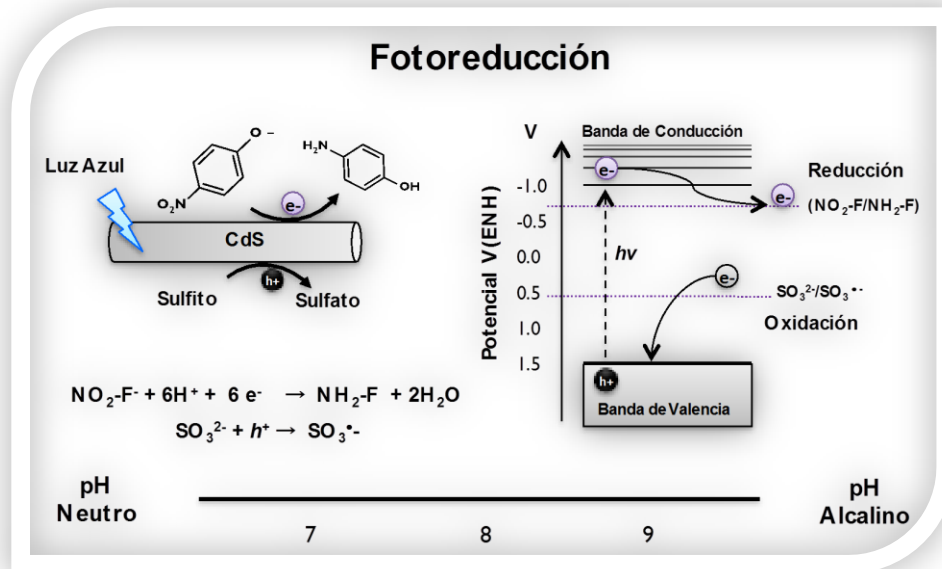 Fotoreducción
Luz Azul
O⁻
O₂N
H₂N
OH
e-
CdS
h+
Sulfito
Sulfato
NO₂-F⁻ + 6H⁺ + 6 e⁻ → NH₂-F + 2H₂O
SO₃²⁻ + h⁺ → SO₃•-
V
Potencial V(ENH)
-1.0
-0.5
0.0
0.5
1.0
1.5
Banda de Conducción
e-
hv
Reducción
e-
(NO₂-F/NH₂-F)
e-
SO₃²⁻/SO₃•⁻
Oxidación
h+
Banda de Valencia
pH
Neutro
7
8
9
pH
Alcalino